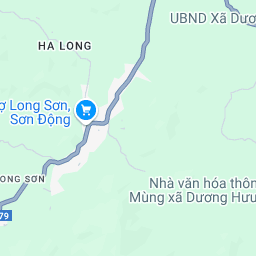 UBND Xã Dươ
HA LONG
ợ Long Sơn,
Sơn Động
ONG SƠN
Nhà văn hóa thôn
Mùng xã Dương Hưu
79